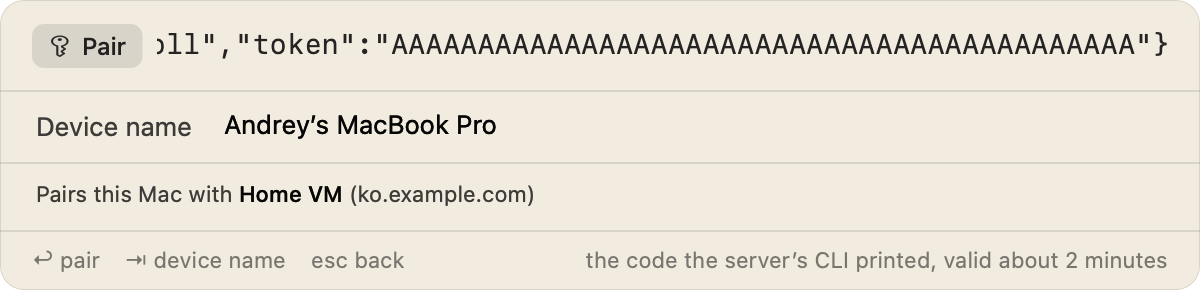 Pair oll","token":"AAAAAAAAAAAAAAAAAAAAAAAAAAAAAAAAAAAAAAAAAAA"}
Device name Andrey’s MacBook Pro
Pairs this Mac with Home VM (ko.example.com)
↩ pair ⇥ device name esc back the code the server’s CLI printed, valid about 2 minutes